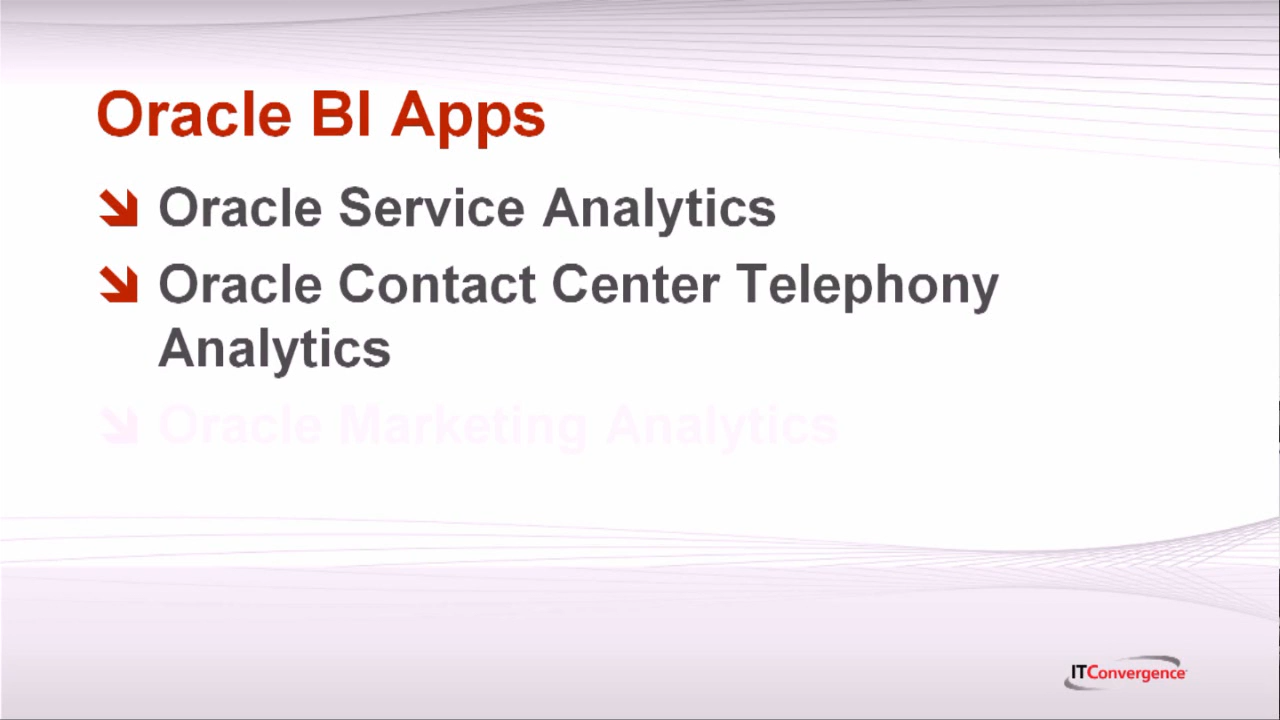 Oracle BI Apps
Oracle Service Analytics
Oracle Contact Center Telephony
Analytics
Oracle Marketing Analytics
ITConvergence